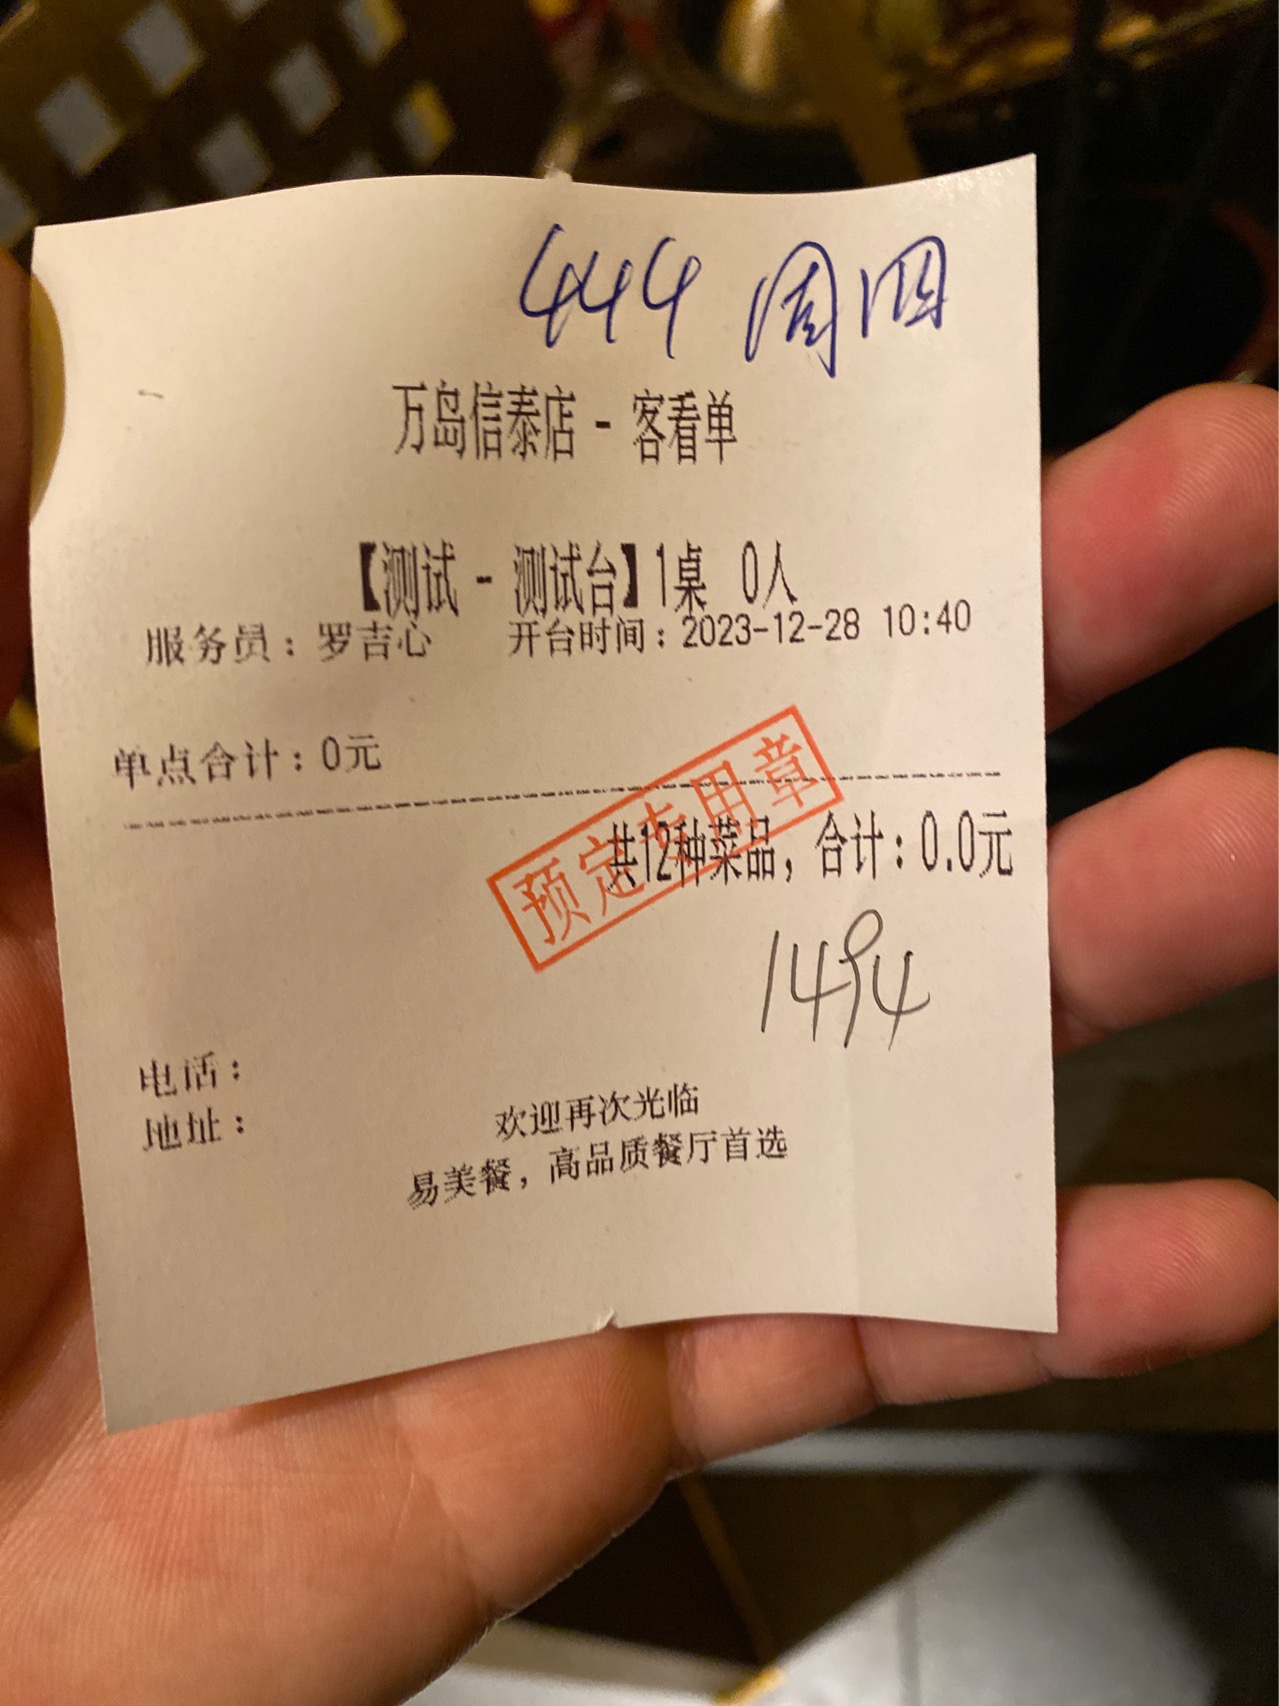 444 周四
万岛信泰店 - 客看单
【测试 - 测试台】1桌 0人
服务员：罗吉心 开台时间：2023-12-28 10:40
单点合计：0元
预定专用章
共12种菜品，合计：0.0元
1494
电话：
地址：
欢迎再次光临
易美餐，高品质餐厅首选